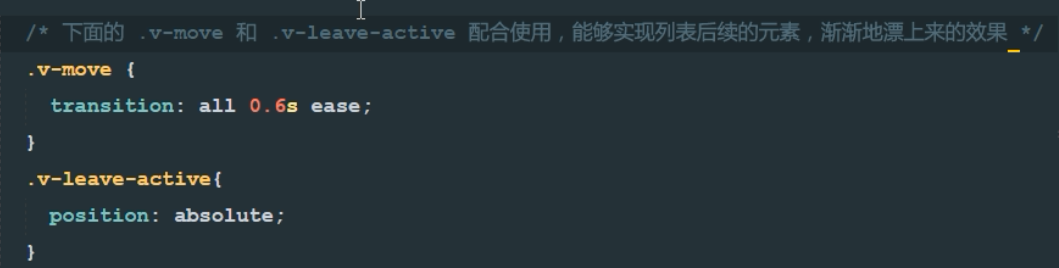 /* 下面的 .v-move 和 .v-leave-active 配合使用，能够实现列表后续的元素，渐渐地漂上来的效果 */
.v-move {
  transition: all 0.6s ease;
}
.v-leave-active{
  position: absolute;
}